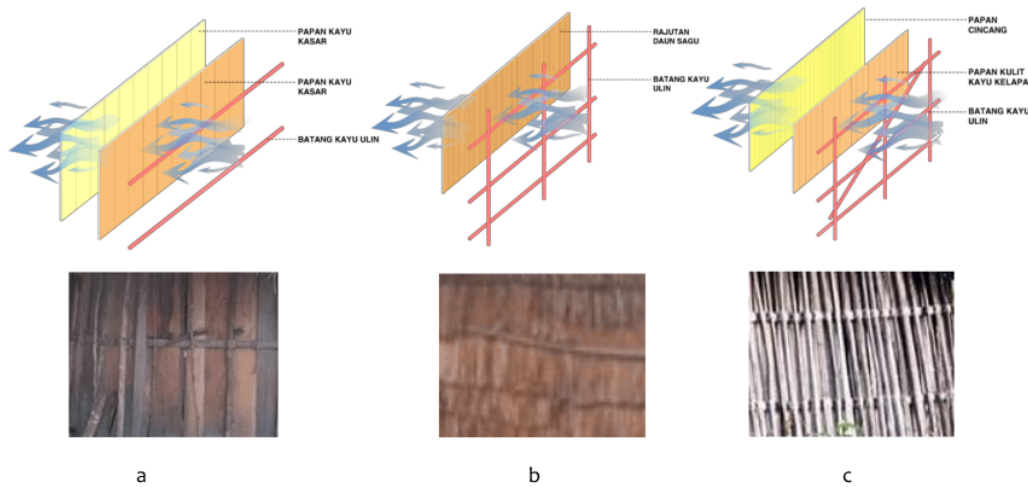 PAPAN KAYU
KASAR
PAPAN KAYU
KASAR
BATANG KAYU ULIN
RAJUTAN
DAUN SAGU
BATANG KAYU
ULIN
PAPAN
CINCANG
PAPAN KULIT
KAYU KELAPA
BATANG KAYU
ULIN
a
b
c